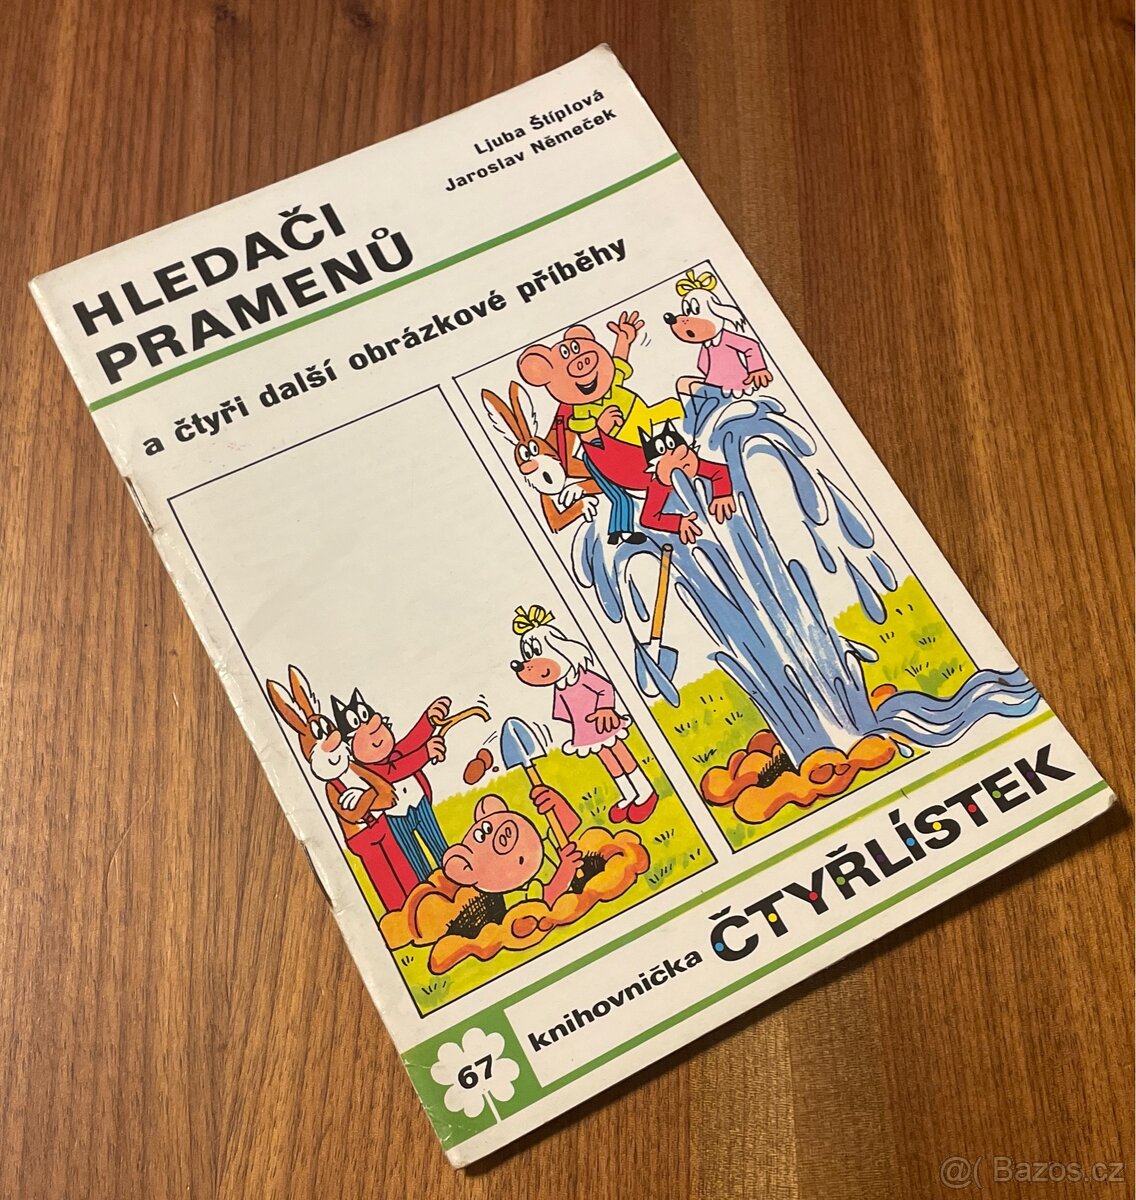 Ljuba Štíplová
Jaroslav Němeček
HLEDAČI
PRAMENŮ
a čtyři další obrázkové příběhy
67
knihovnička ČTYŘLÍSTEK
@( Bazos.cz